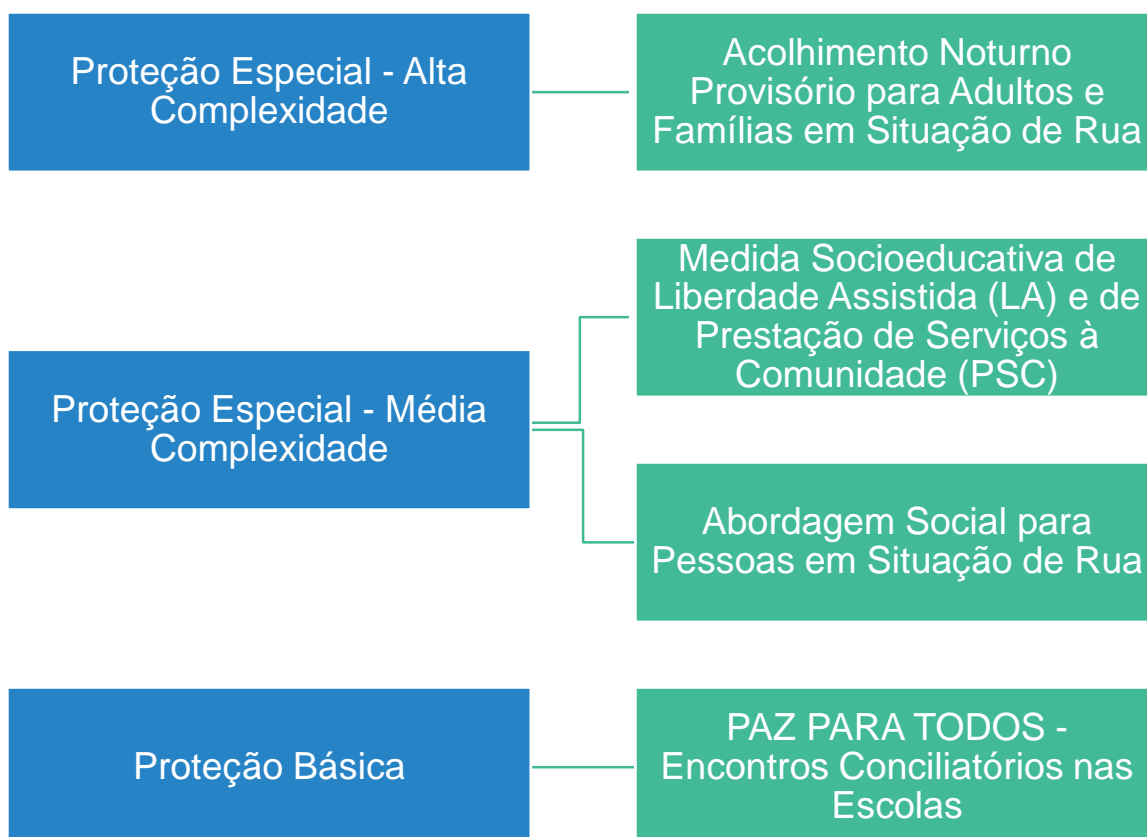 Proteção Especial - Alta
Complexidade
Acolhimento Noturno
Provisório para Adultos e
Famílias em Situação de Rua
Proteção Especial - Média
Complexidade
Medida Socioeducativa de
Liberdade Assistida (LA) e de
Prestação de Serviços à
Comunidade (PSC)
Abordagem Social para
Pessoas em Situação de Rua
Proteção Básica
PAZ PARA TODOS -
Encontros Conciliatórios nas
Escolas